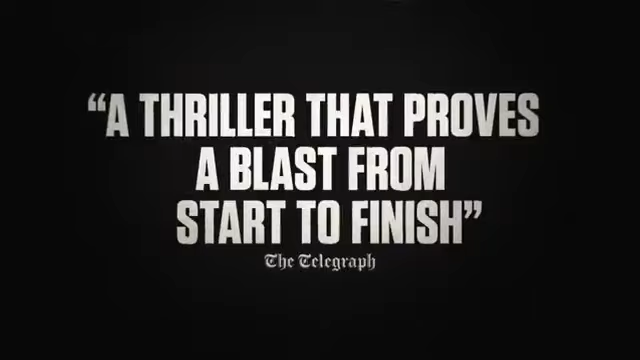 “A THRILLER THAT PROVES
A BLAST FROM
START TO FINISH”
The Telegraph